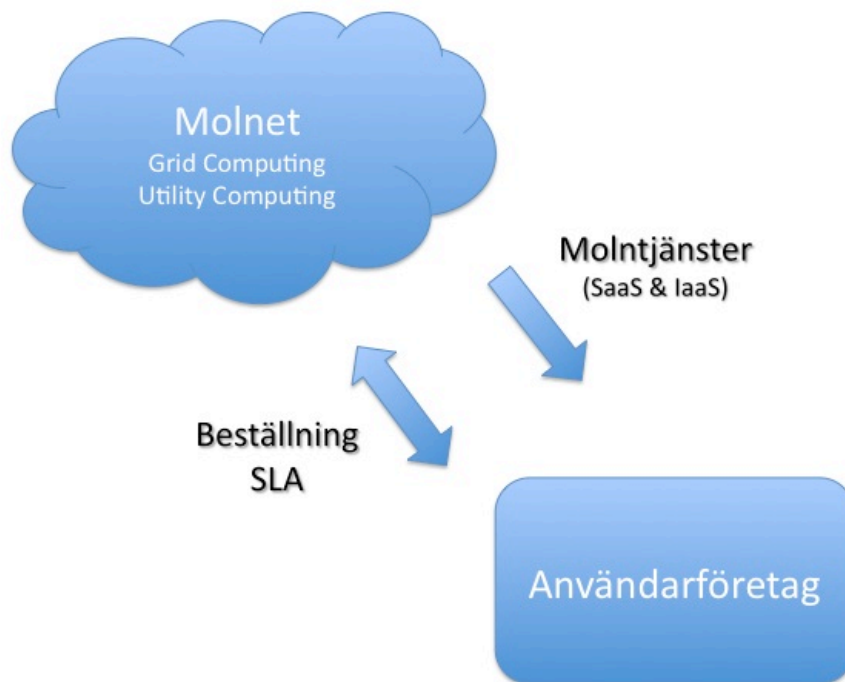 Molnet
Grid Computing
Utility Computing
Molntjänster
(SaaS & IaaS)
Beställning
SLA
Användarföretag